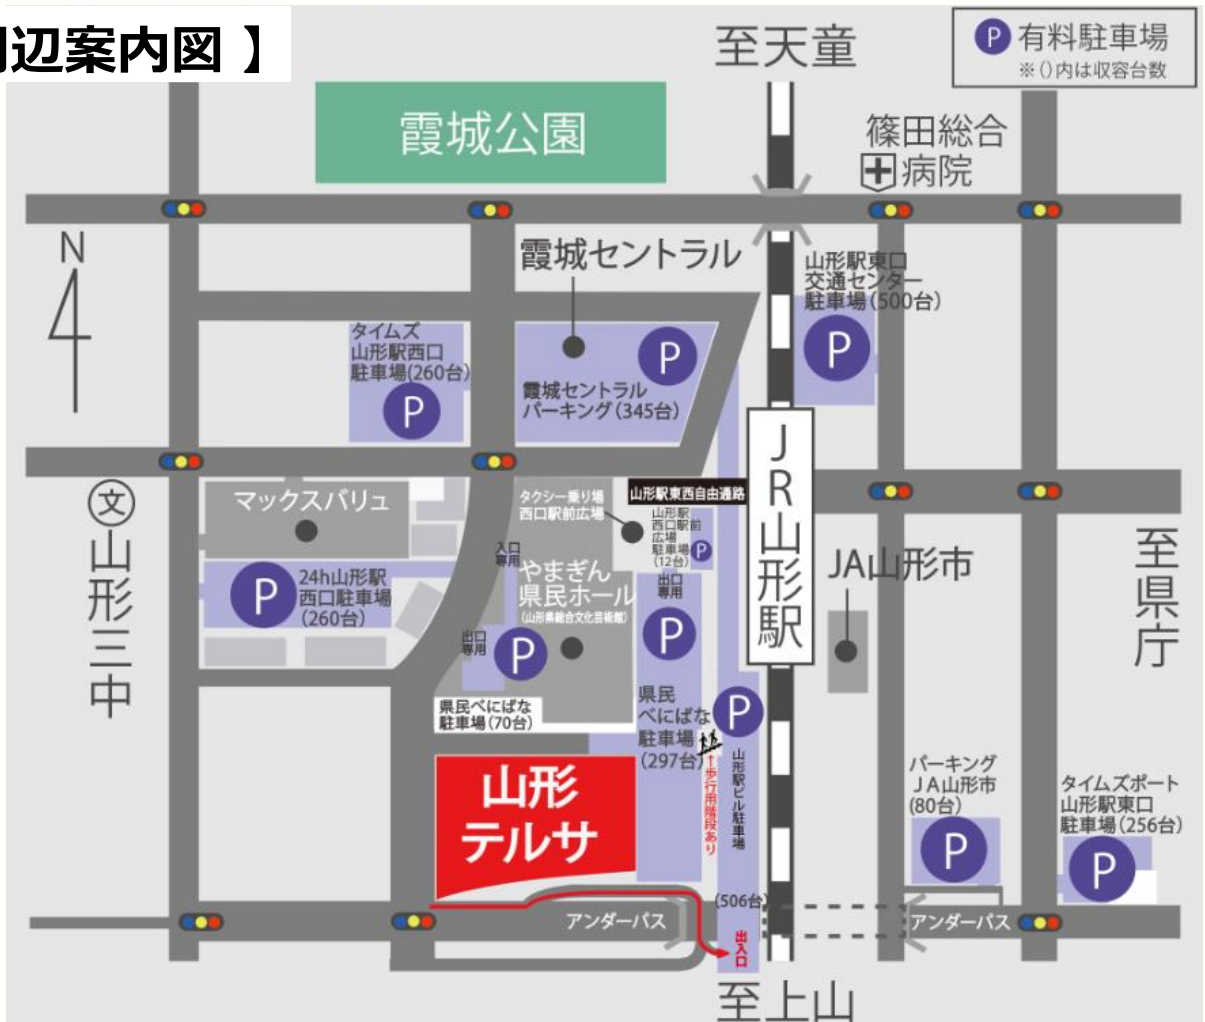 辺案内図 】
至天童
P 有料駐車場
※()内は収容台数
霞城公園
篠田総合
病院
N
霞城セントラル
山形駅東口
交通センター
駐車場(500台)
P
タイムズ
山形駅西口
駐車場(260台)
P
P
霞城セントラル
パーキング(345台)
JR山形駅
文
山形三中
マックスバリュ
タクシー乗り場
西口駅前広場
山形駅東西自由通路
山形駅
西口駅前
広場
駐車場
(12台)
P
入口
専用
やまぎん
県民ホール
(山形県総合文化芸術館)
出口
専用
P
JA山形市
至県庁
P
24h山形駅
西口駐車場
(260台)
出口
専用
P
県民べにばな
駐車場(70台)
県民
べにばな
駐車場
(297台)
P
山形駅ビル駐車場
↑歩行用階段あり
(506台)
山形
テルサ
パーキング
JA山形市
(80台)
P
タイムズポート
山形駅東口
駐車場(256台)
P
アンダーパス
アンダーパス
出入口
至上山